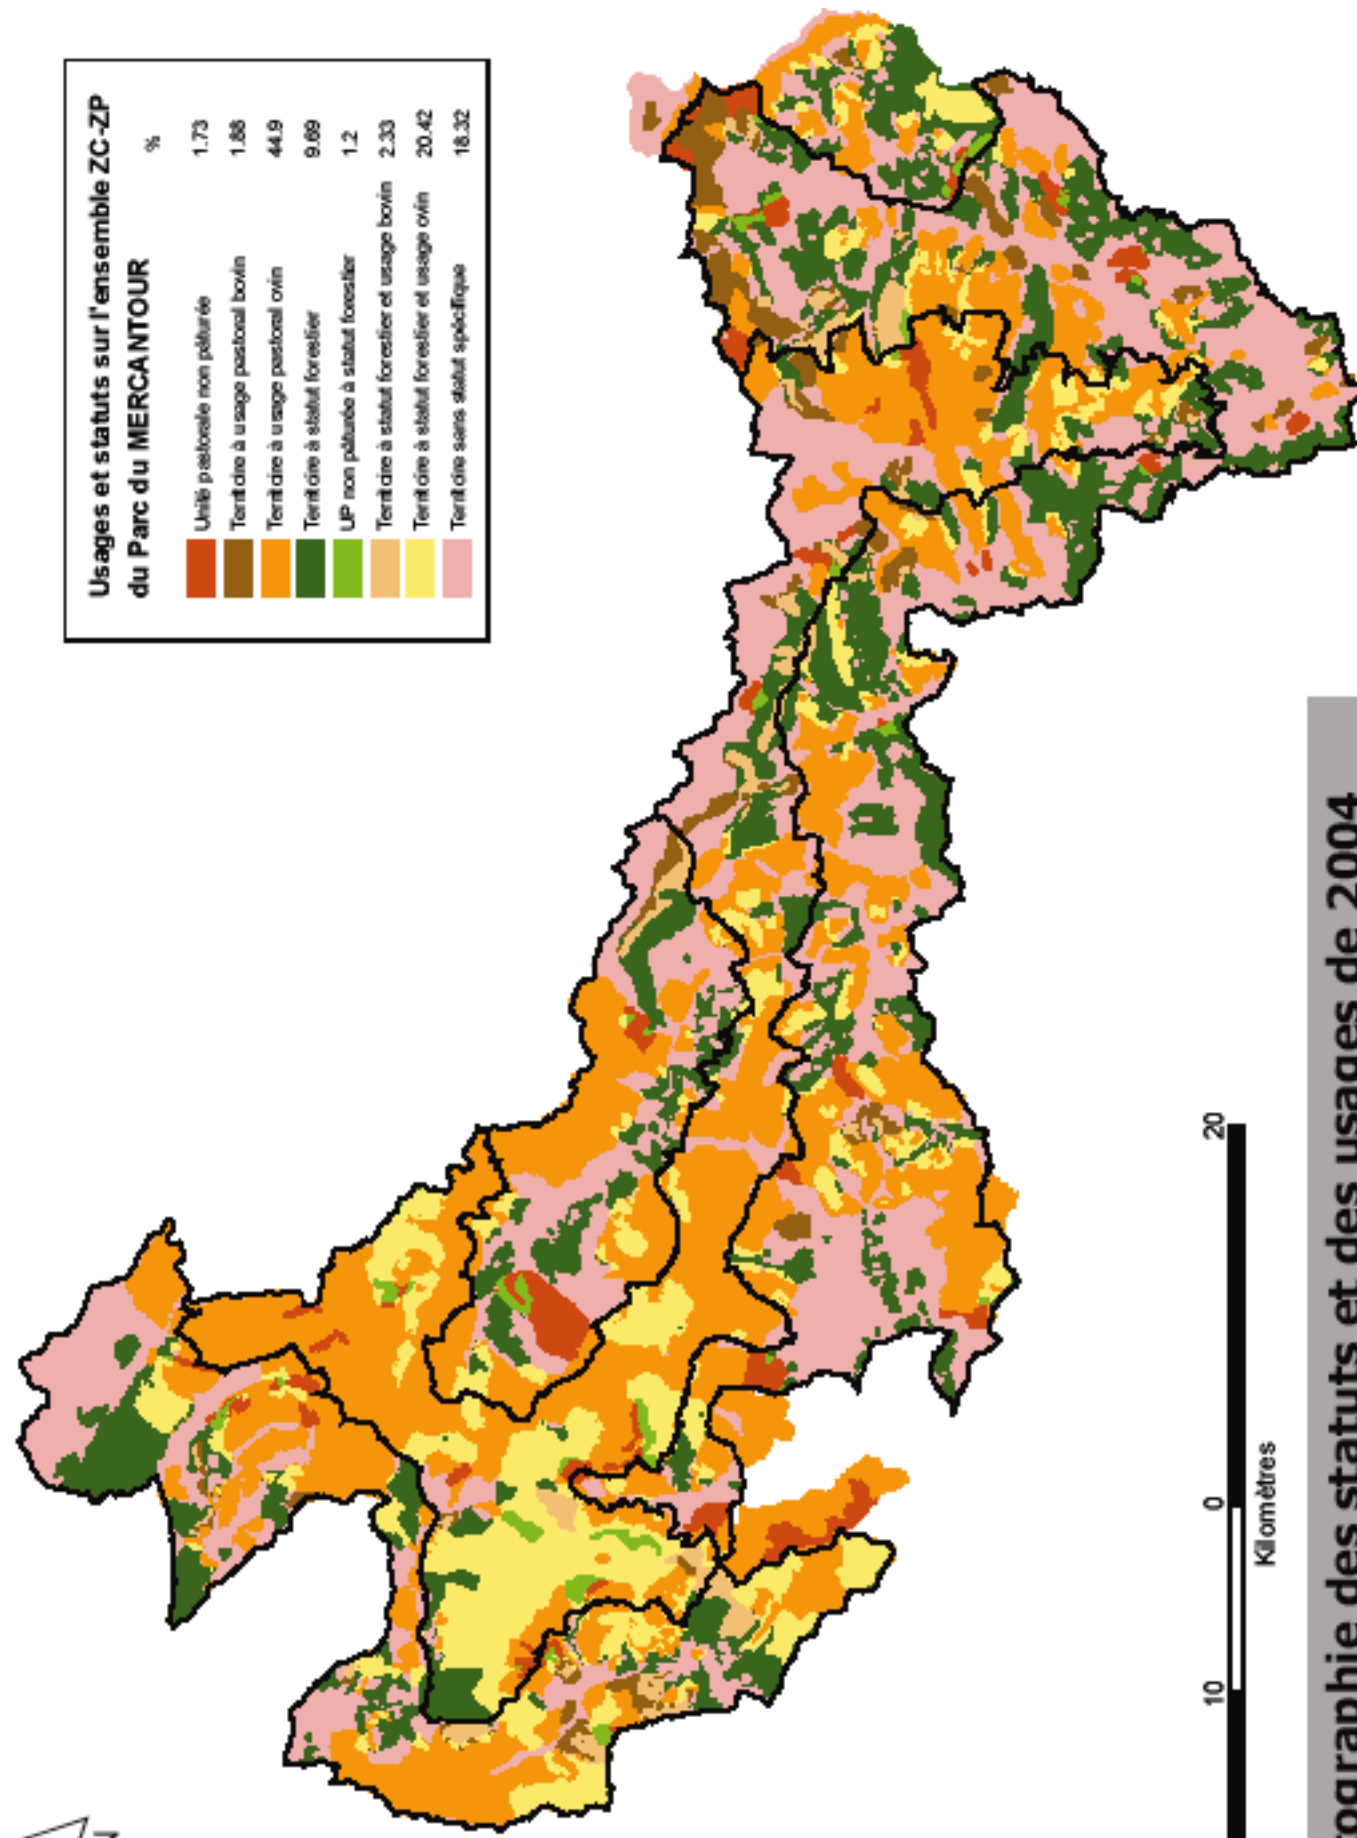 Usages et statuts sur l'ensemble ZC-ZP
du Parc du MERCANTOUR
%
Unité pastorale non pâturée 1.73
Territoire à usage pastoral bovin 1.88
Territoire à usage pastoral ovin 44.9
Territoire à statut forestier 9.69
UP non pâturée à statut forestier 1.2
Territoire à statut forestier et usage bovin 2.33
Territoire à statut forestier et usage ovin 20.42
Territoire sans statut spécifique 18.32
10 0 20
Kilomètres
tographie des statuts et des usages de 2004